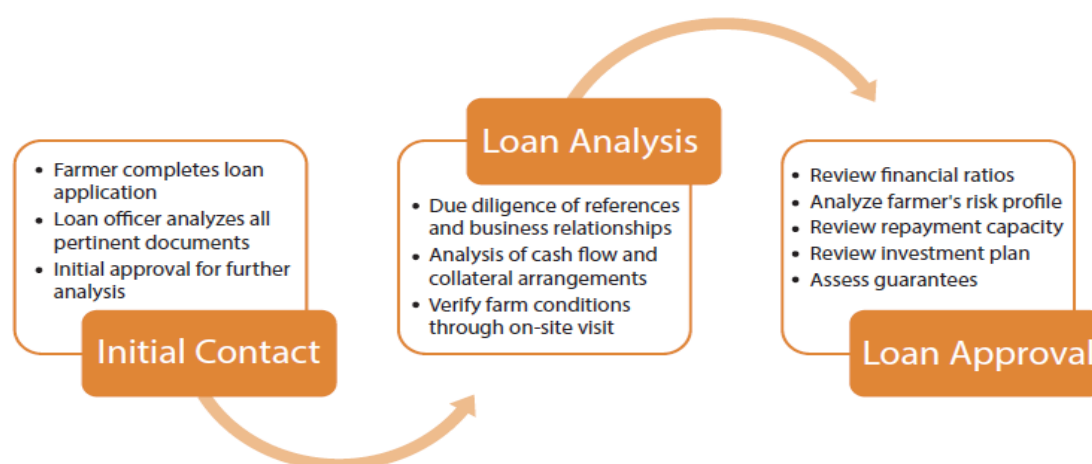 • Farmer completes loan
application
• Loan officer analyzes all
pertinent documents
• Initial approval for further
analysis
Initial Contact
Loan Analysis
• Due diligence of references
and business relationships
• Analysis of cash flow and
collateral arrangements
• Verify farm conditions
through on-site visit
• Review financial ratios
• Analyze farmer's risk profile
• Review repayment capacity
• Review investment plan
• Assess guarantees
Loan Approval